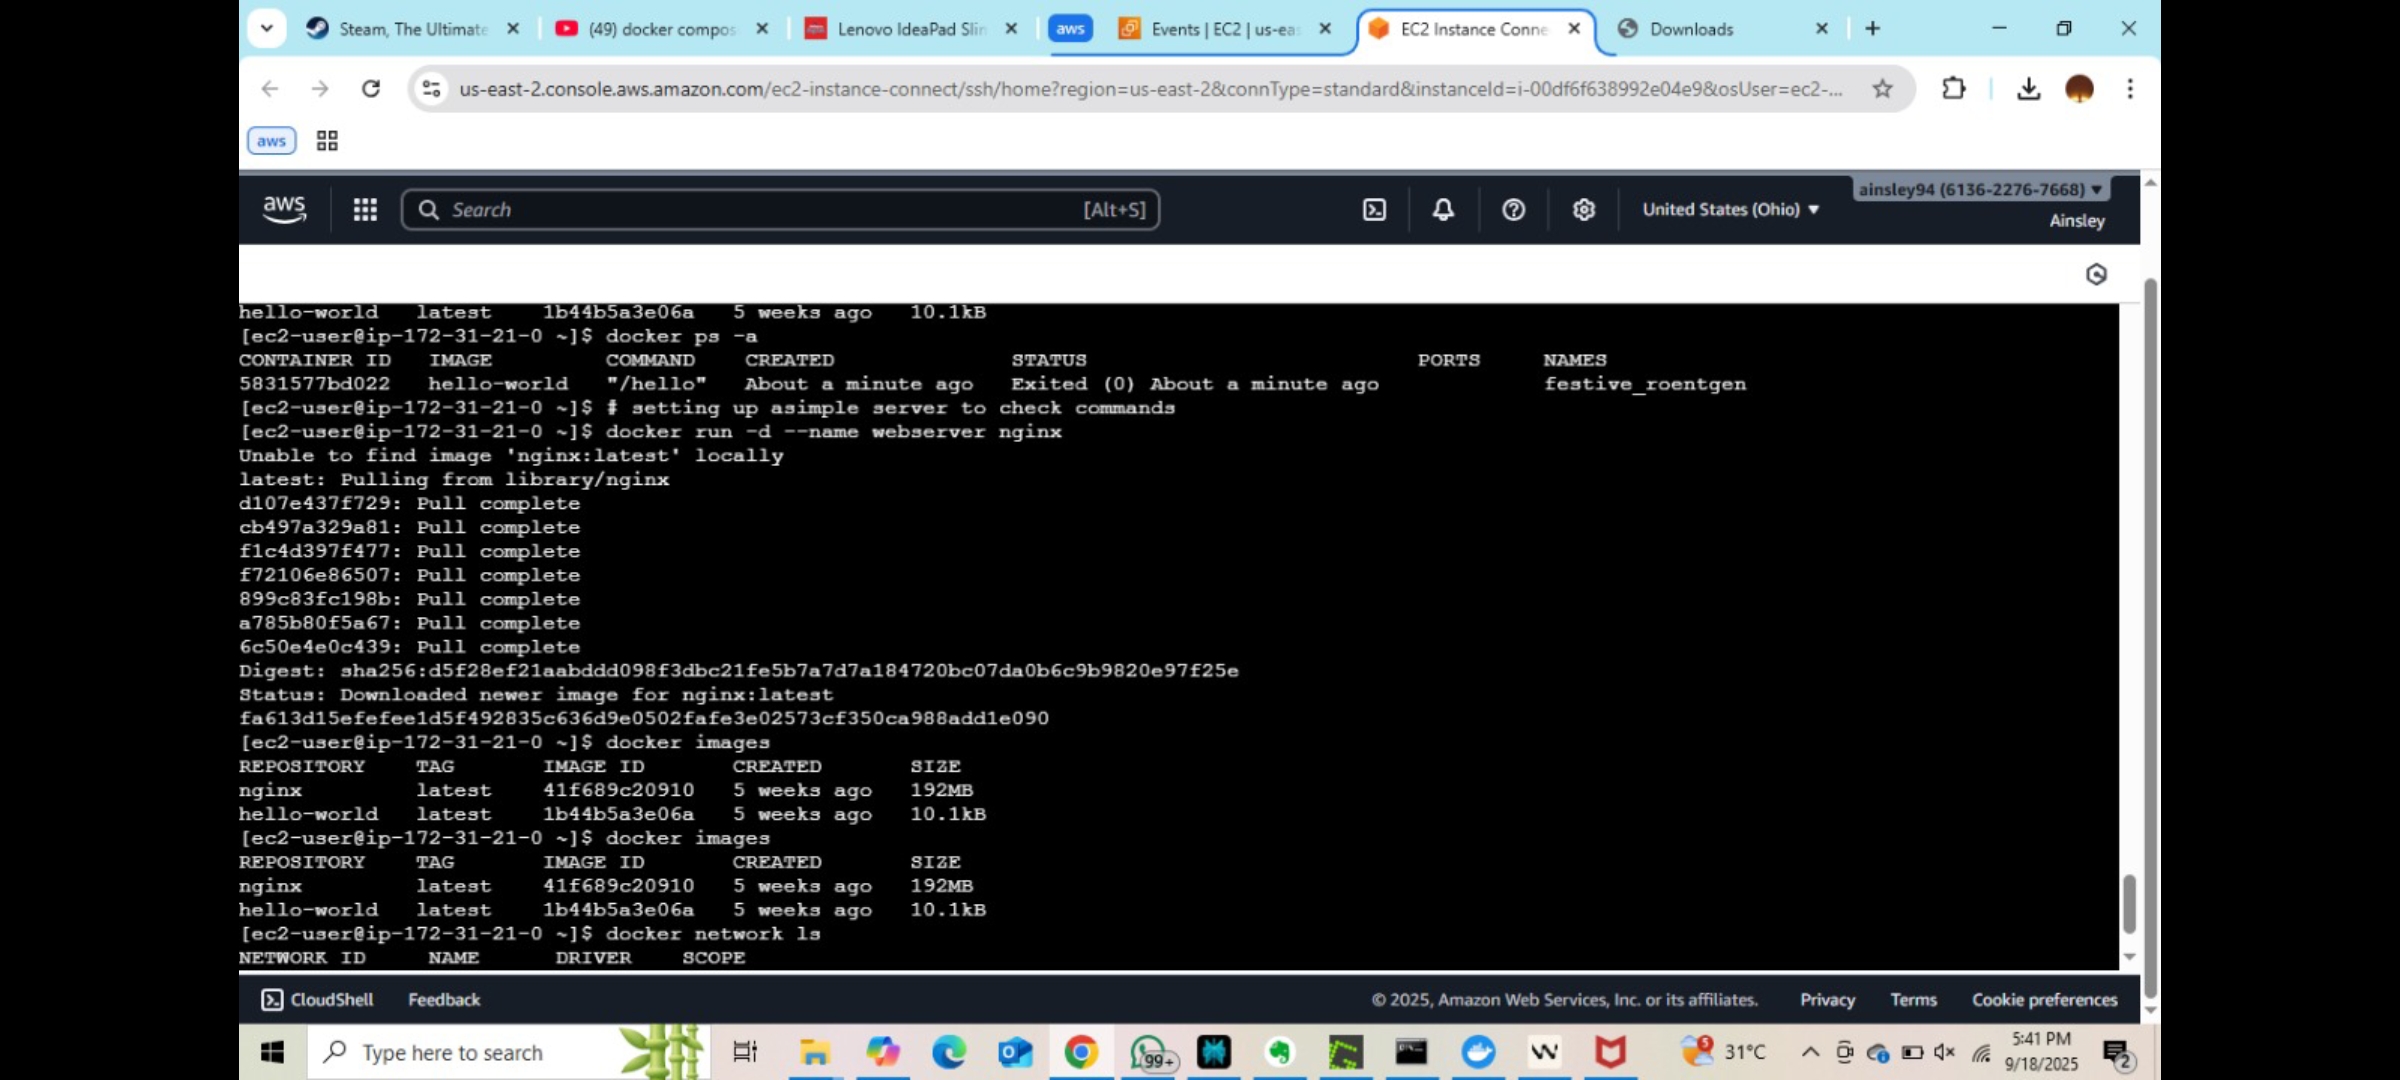 Steam, The Ultimate
(49) docker compos
Lenovo IdeaPad Slin
aws
Events | EC2 | us-eas
EC2 Instance Conne
Downloads
us-east-2.console.aws.amazon.com/ec2-instance-connect/ssh/home?region=us-east-2&connType=standard&instanceId=i-00df6f638992e04e9&osUser=ec2-...
aws
aws
Search
[Alt+S]
United States (Ohio)
ainsley94 (6136-2276-7668)
Ainsley
hello-world latest 1b44b5a3e06a 5 weeks ago 10.1kB
[ec2-user@ip-172-31-21-0 ~]$ docker ps -a
CONTAINER ID IMAGE COMMAND CREATED STATUS PORTS NAMES
5831577bd022 hello-world "/hello" About a minute ago Exited (0) About a minute ago festive_roentgen
[ec2-user@ip-172-31-21-0 ~]$ # setting up asimple server to check commands
[ec2-user@ip-172-31-21-0 ~]$ docker run -d --name webserver nginx
Unable to find image 'nginx:latest' locally
latest: Pulling from library/nginx
d107e437f729: Pull complete
cb497a329a81: Pull complete
f1c4d397f477: Pull complete
f72106e86507: Pull complete
899c83fc198b: Pull complete
a785b80f5a67: Pull complete
6c50e4e0c439: Pull complete
Digest: sha256:d5f28ef21aabddd098f3dbc21fe5b7a7d7a184720bc07da0b6c9b9820e97f25e
Status: Downloaded newer image for nginx:latest
fa613d15efefee1d5f492835c636d9e0502fafe3e02573cf350ca988add1e090
[ec2-user@ip-172-31-21-0 ~]$ docker images
REPOSITORY TAG IMAGE ID CREATED SIZE
nginx latest 41f689c20910 5 weeks ago 192MB
hello-world latest 1b44b5a3e06a 5 weeks ago 10.1kB
[ec2-user@ip-172-31-21-0 ~]$ docker images
REPOSITORY TAG IMAGE ID CREATED SIZE
nginx latest 41f689c20910 5 weeks ago 192MB
hello-world latest 1b44b5a3e06a 5 weeks ago 10.1kB
[ec2-user@ip-172-31-21-0 ~]$ docker network ls
NETWORK ID NAME DRIVER SCOPE
CloudShell Feedback © 2025, Amazon Web Services, Inc. or its affiliates. Privacy Terms Cookie preferences
Type here to search
99+
5
31°C
5:41 PM
9/18/2025
2